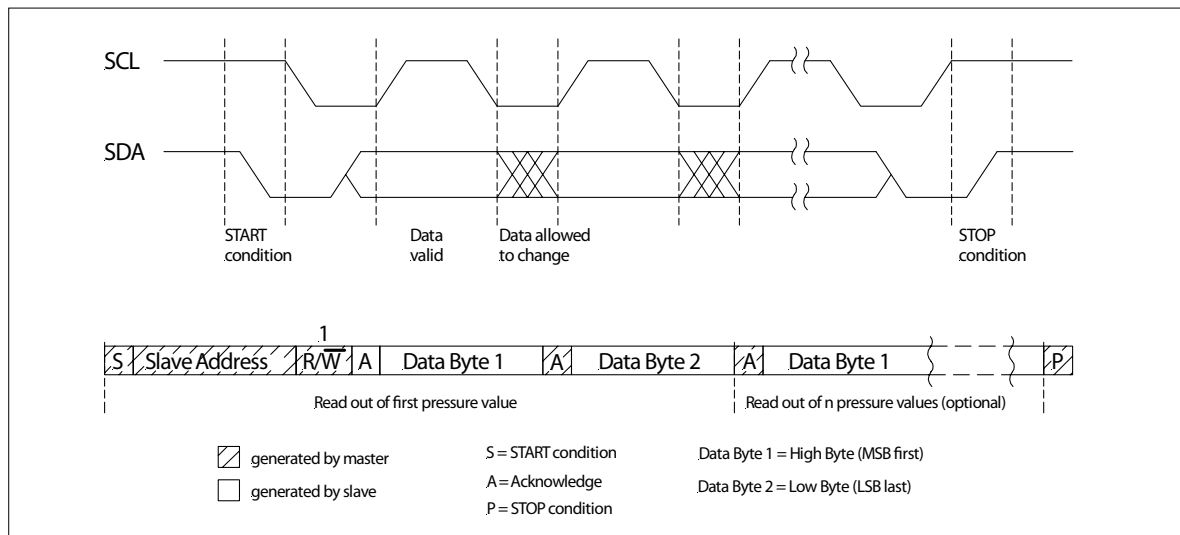 SCL
SDA
START
condition
Data
valid
Data allowed
to change
STOP
condition
1
S Slave Address R/W̅ A Data Byte 1 A Data Byte 2 A Data Byte 1 P
Read out of first pressure value
Read out of n pressure values (optional)
generated by master
generated by slave
S = START condition
A = Acknowledge
P = STOP condition
Data Byte 1 = High Byte (MSB first)
Data Byte 2 = Low Byte (LSB last)